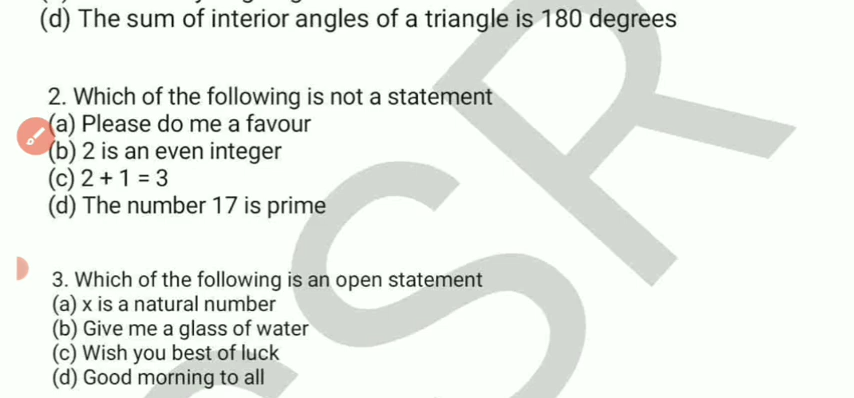 (d) The sum of interior angles of a triangle is 180 degrees
2. Which of the following is not a statement
(a) Please do me a favour
(b) 2 is an even integer
(c) 2 + 1 = 3
(d) The number 17 is prime
3. Which of the following is an open statement
(a) x is a natural number
(b) Give me a glass of water
(c) Wish you best of luck
(d) Good morning to all